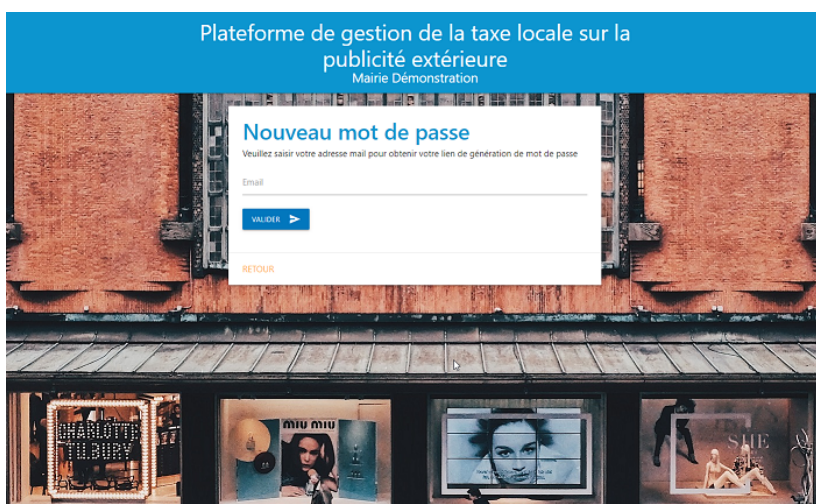 Plateforme de gestion de la taxe locale sur la
publicité extérieure
Mairie Démonstration
Nouveau mot de passe
Veuillez saisir votre adresse mail pour obtenir votre lien de génération de mot de passe
Email
VALIDER
RETOUR
CHARLOTTE
TILBURY
MIU MIU
SHE